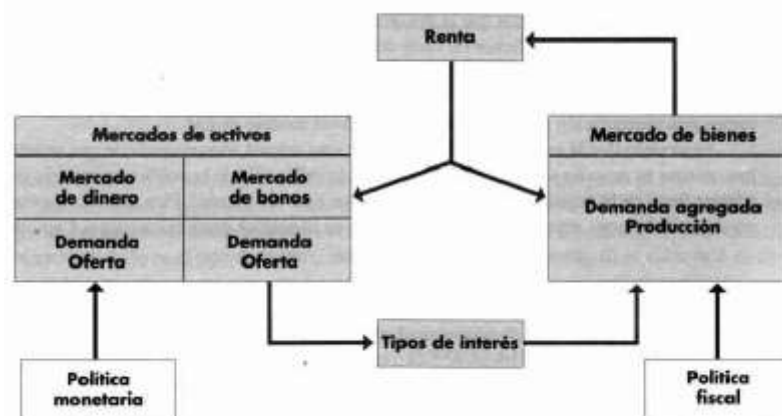 Renta
Mercados de activos
Mercado
de dinero
Mercado
de bonos
Demanda
Oferta
Demanda
Oferta
Mercado de bienes
Demanda agregada
Producción
Tipos de interés
Política
monetaria
Política
fiscal